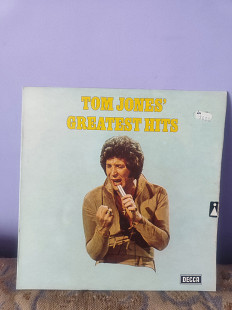 TOM JONES'
GREATEST HITS
DECCA